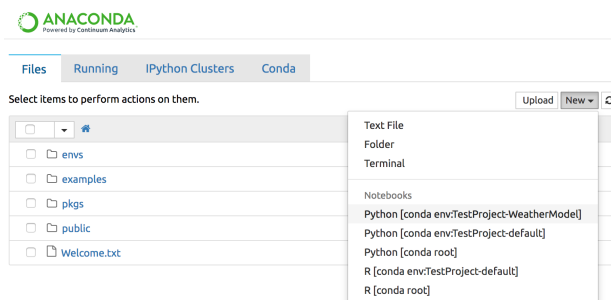 ANACONDA
Powered by Continuum Analytics
Files Running IPython Clusters Conda
Select items to perform actions on them.
Upload New
envs
examples
pkgs
public
Welcome.txt
Text File
Folder
Terminal
Notebooks
Python [conda env:TestProject-WeatherModel]
Python [conda env:TestProject-default]
Python [conda root]
R [conda env:TestProject-default]
R [conda root]